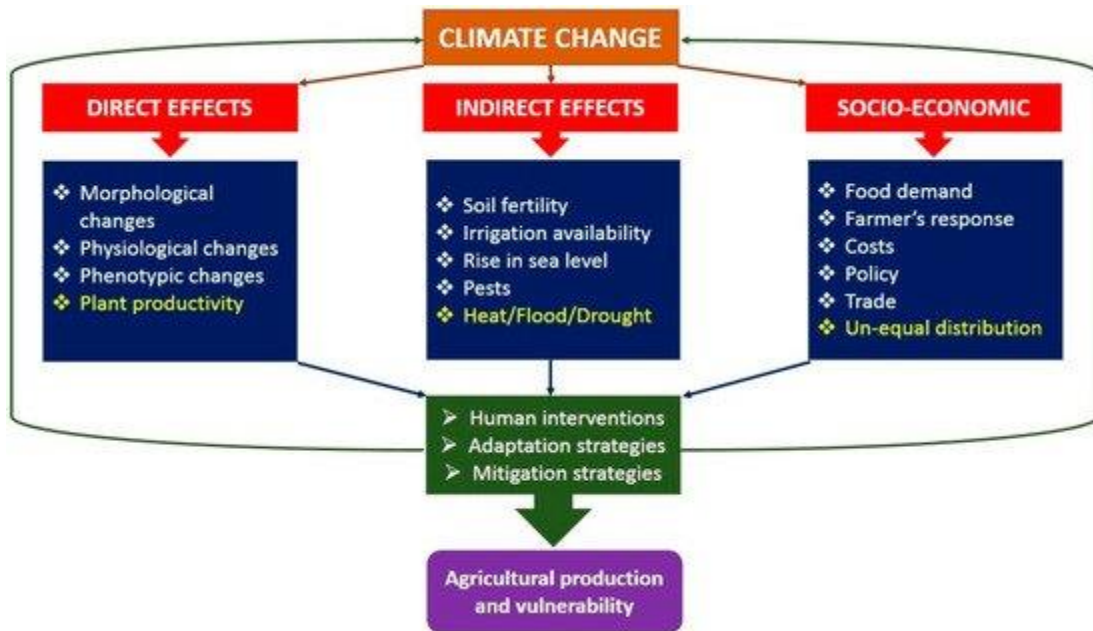 CLIMATE CHANGE
DIRECT EFFECTS
INDIRECT EFFECTS
SOCIO-ECONOMIC
❖ Morphological
changes
❖ Physiological changes
❖ Phenotypic changes
❖ Plant productivity
❖ Soil fertility
❖ Irrigation availability
❖ Rise in sea level
❖ Pests
❖ Heat/Flood/Drought
❖ Food demand
❖ Farmer's response
❖ Costs
❖ Policy
❖ Trade
❖ Un-equal distribution
➢ Human interventions
➢ Adaptation strategies
➢ Mitigation strategies
Agricultural production
and vulnerability